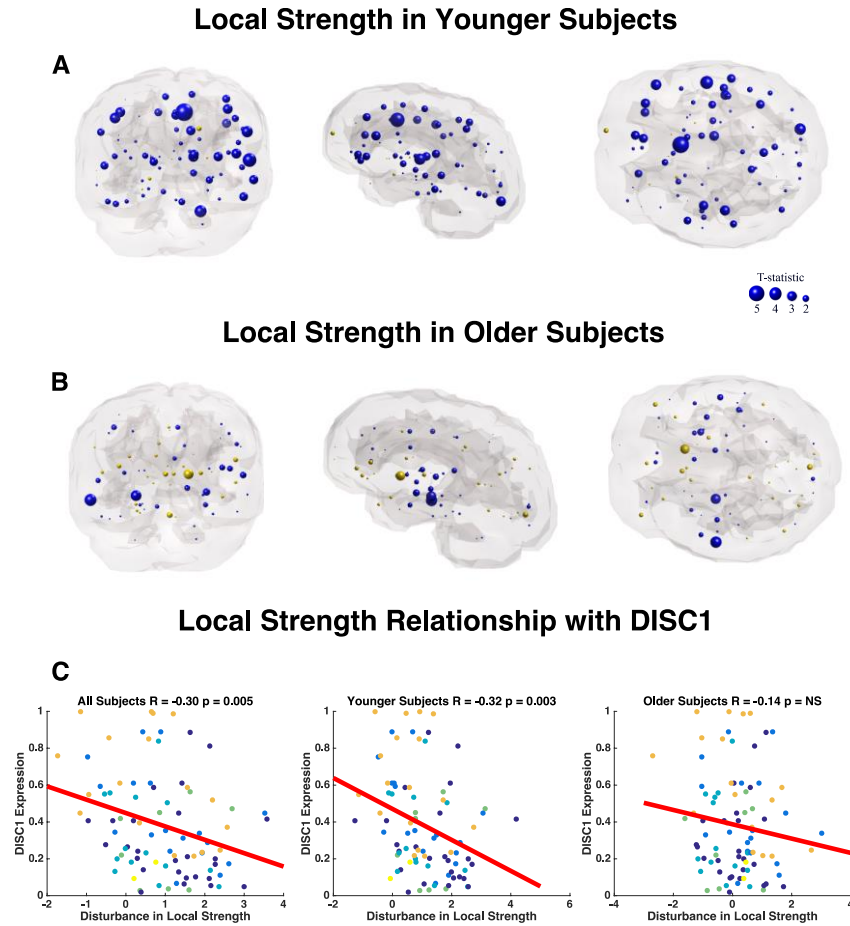 Local Strength in Younger Subjects
A
T-statistic
5 4 3 2
Local Strength in Older Subjects
B
Local Strength Relationship with DISC1
C
All Subjects R = -0.30 p = 0.005
1
0.8
0.6
0.4
0.2
0
DISC1 Expression
-2 -1 0 1 2 3 4
Disturbance in Local Strength
Younger Subjects R = -0.32 p = 0.003
1
0.8
0.6
0.4
0.2
0
DISC1 Expression
-2 0 2 4 6
Disturbance in Local Strength
Older Subjects R = -0.14 p = NS
1
0.8
0.6
0.4
0.2
0
DISC1 Expression
-4 -2 0 2 4
Disturbance in Local Strength